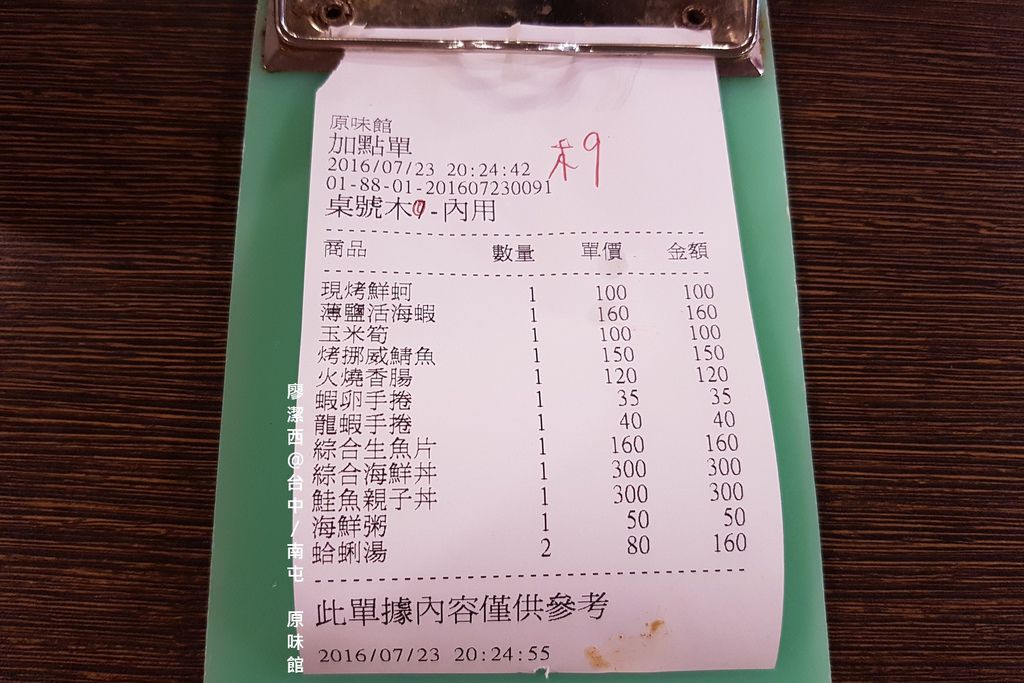 原味館
加點單
2016/07/23 20:24:42
木9
01-88-01-201607230091
桌號木9-內用
商品 數量 單價 金額
現烤鮮蚵 1 100 100
薄鹽活海蝦 1 160 160
玉米筍 1 100 100
烤挪威鯖魚 1 150 150
火燒香腸 1 120 120
蝦卵手捲 1 35 35
龍蝦手捲 1 40 40
綜合生魚片 1 160 160
綜合海鮮丼 1 300 300
鮭魚親子丼 1 300 300
海鮮粥 1 50 50
蛤蜊湯 2 80 160
此單據內容僅供參考
2016/07/23 20:24:55
廖潔西@台中/南屯 原味館